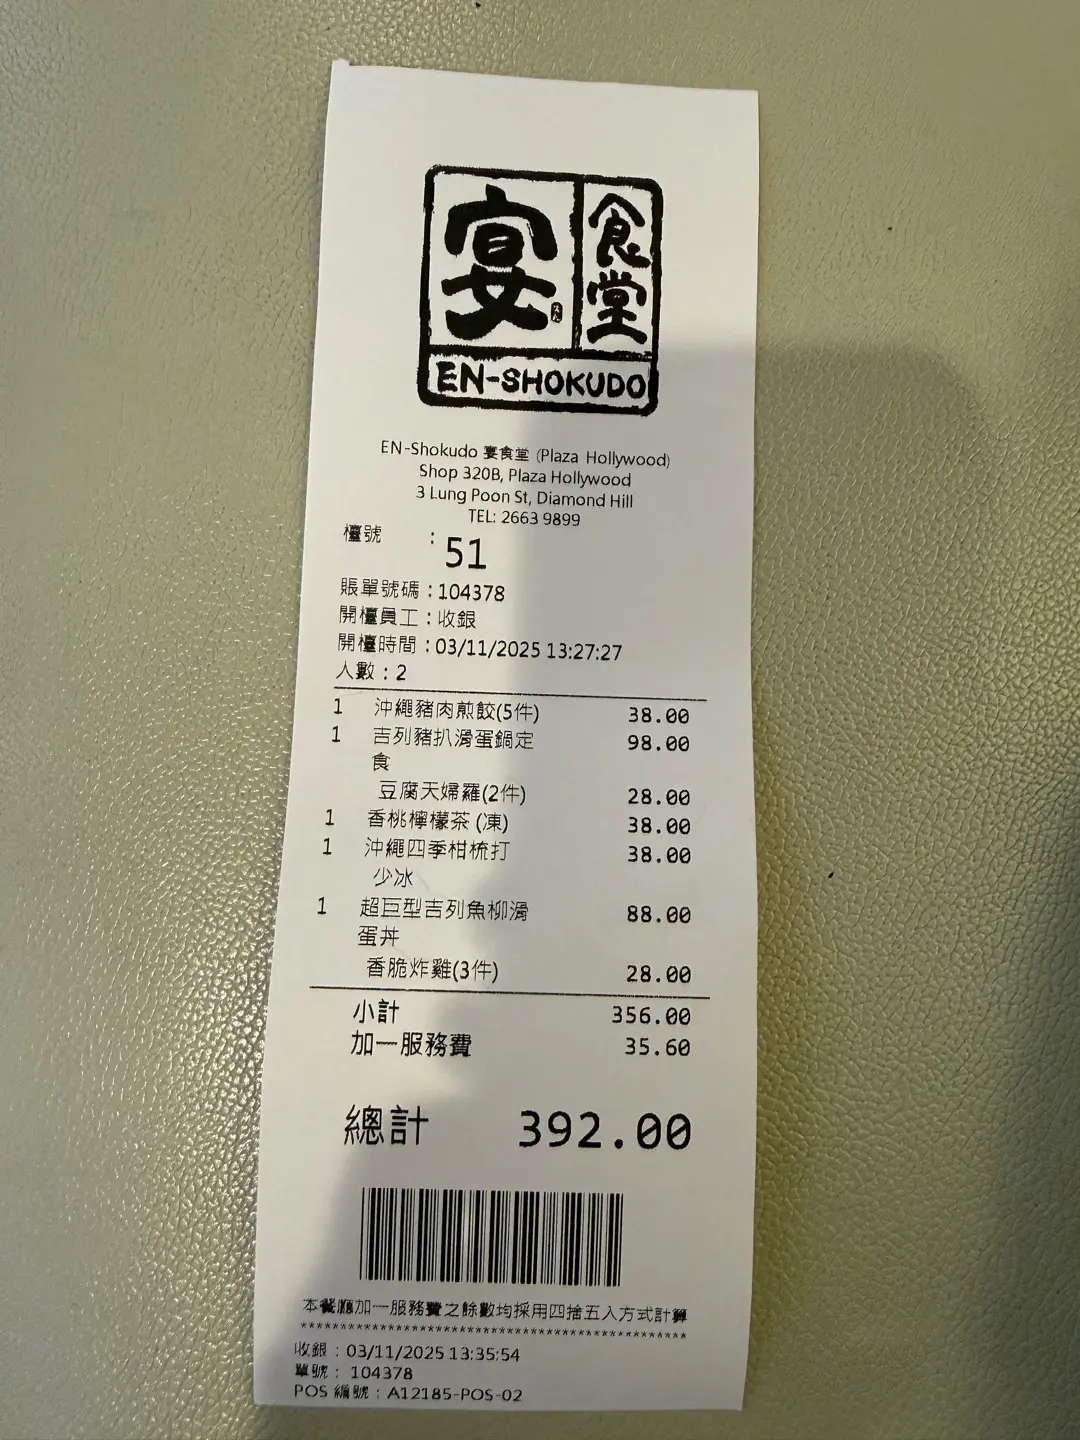 宴 食堂
EN-SHOKUDO
EN-Shokudo 宴食堂 (Plaza Hollywood)
Shop 320B, Plaza Hollywood
3 Lung Poon St, Diamond Hill
TEL: 2663 9899
檯號 : 51
賬單號碼 : 104378
開檯員工 : 收銀
開檯時間 : 03/11/2025 13:27:27
人數 : 2
1 沖繩豬肉煎餃(5件) 38.00
1 吉列豬扒滑蛋鍋定 98.00
食
豆腐天婦羅(2件) 28.00
1 香桃檸檬茶 (凍) 38.00
1 沖繩四季柑梳打 38.00
少冰
1 超巨型吉列魚柳滑 88.00
蛋丼
香脆炸雞(3件) 28.00
小計 356.00
加一服務費 35.60
總計 392.00
本餐廳加一服務費之餘數均採用四捨五入方式計算
**************************************************
收銀 : 03/11/2025 13:35:54
單號 : 104378
POS 編號 : A12185-POS-02